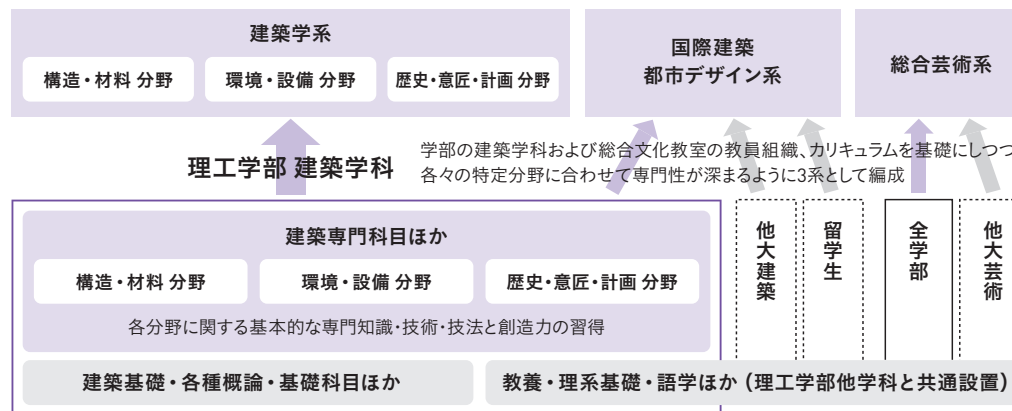 建築学系
構造・材料 分野
環境・設備 分野
歴史・意匠・計画 分野
国際建築
都市デザイン系
総合芸術系
理工学部 建築学科
学部の建築学科および総合文化教室の教員組織、カリキュラムを基礎にしつつ
各々の特定分野に合わせて専門性が深まるように3系として編成
建築専門科目ほか
構造・材料 分野
環境・設備 分野
歴史・意匠・計画 分野
各分野に関する基本的な専門知識・技術・技法と創造力の習得
他大建築
留学生
全学部
他大芸術
建築基礎・各種概論・基礎科目ほか
教養・理系基礎・語学ほか（理工学部他学科と共通設置）